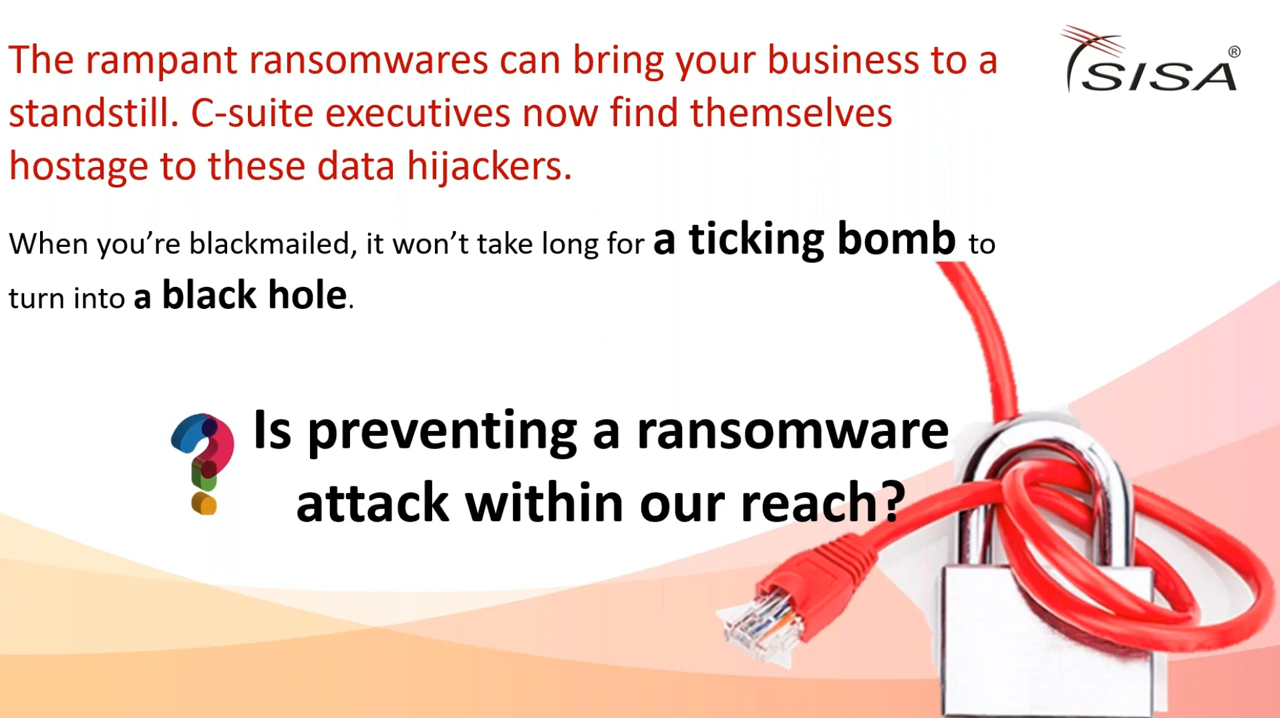 The rampant ransomwares can bring your business to a
SISA®
standstill. C-suite executives now find themselves
hostage to these data hijackers.
When you’re blackmailed, it won’t take long for a ticking bomb to
turn into a black hole.
Is preventing a ransomware
attack within our reach?